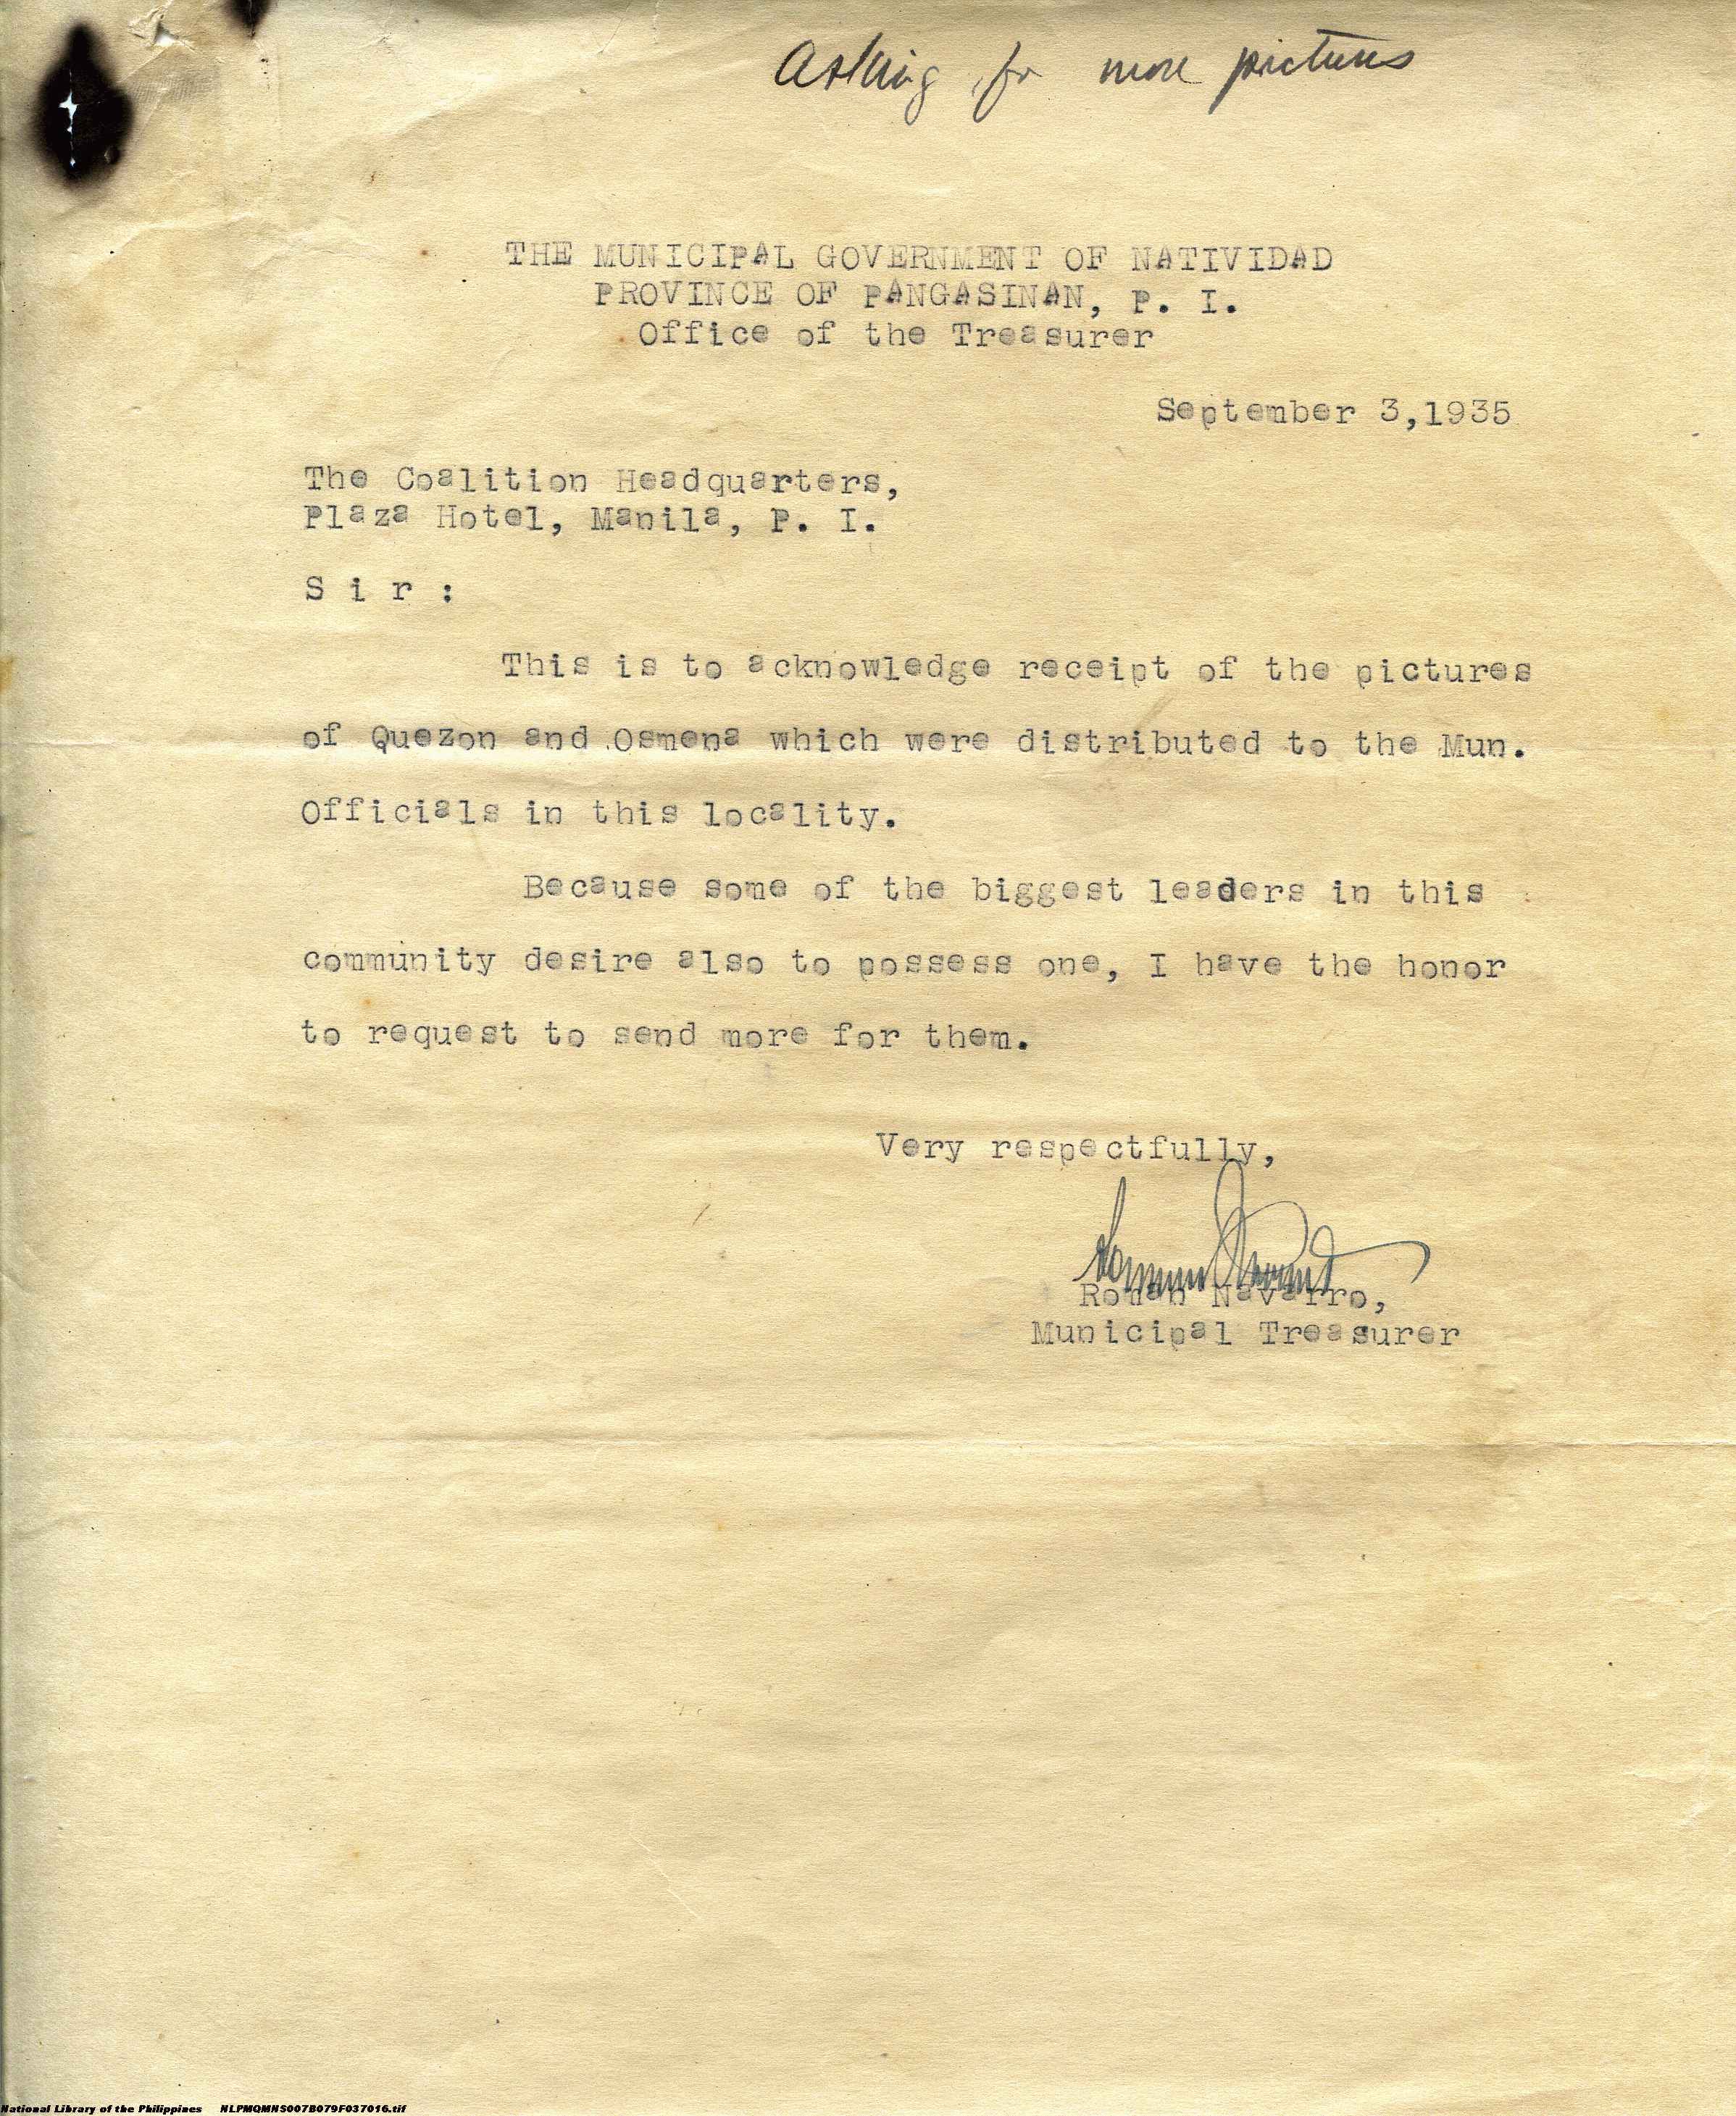 Asking for more pictures
THE MUNICIPAL GOVERNMENT OF NATIVIDAD
PROVINCE OF PANGASINAN, P. I.
Office of the Treasurer
September 3,1935
The Coalition Headquarters,
Plaza Hotel, Manila, P. I.
S i r :
This is to acknowledge receipt of the pictures
of Quezon and Osmena which were distributed to the Mun.
Officials in this locality.
Because some of the biggest leaders in this
community desire also to possess one, I have the honor
to request to send more for them.
Very respectfully,
Roman Navarro,
Municipal Treasurer
National Library of the Philippines NLPMQMNS007B079F037016.tif